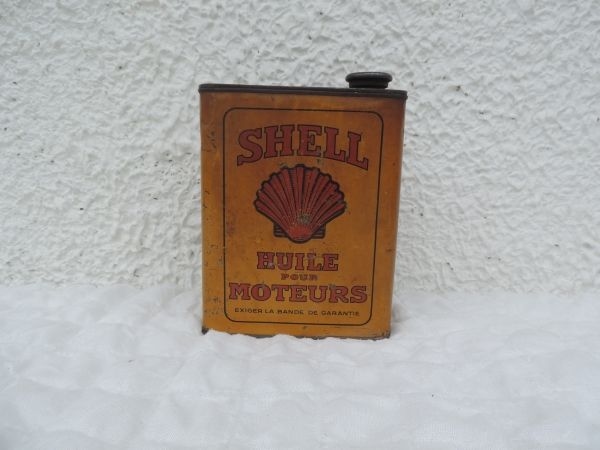 SHELL
HUILE
POUR
MOTEURS
EXIGER LA BANDE DE GARANTIE